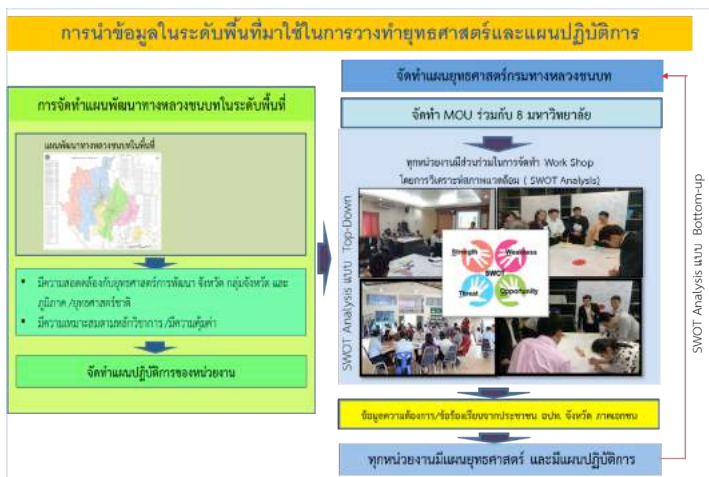 การนำข้อมูลในระดับพื้นที่มาใช้ในการวางทำยุทธศาสตร์และแผนปฏิบัติการ
การจัดทำแผนพัฒนาทางหลวงชนบทในระดับพื้นที่
แผนพัฒนาทางหลวงชนบทในพื้นที่
• มีความสอดคล้องกับยุทธศาสตร์การพัฒนา จังหวัด กลุ่มจังหวัด และ
ภูมิภาค /ยุทธศาสตร์ชาติ
• มีความเหมาะสมตามหลักวิชาการ /มีความคุ้มค่า
จัดทำแผนปฏิบัติการของหน่วยงาน
จัดทำแผนยุทธศาสตร์กรมทางหลวงชนบท
จัดทำ MOU ร่วมกับ 8 มหาวิทยาลัย
ทุกหน่วยงานมีส่วนร่วมในการจัดทำ Work Shop
โดยการวิเคราะห์สภาพแวดล้อม ( SWOT Analysis)
SWOT Analysis แบบ Top-Down
Strength
Weakness
SWOT
Threat
Opportunity
ข้อมูลความต้องการ/ข้อร้องเรียนจากประชาชน อปท. จังหวัด ภาคเอกชน
ทุกหน่วยงานมีแผนยุทธศาสตร์ และมีแผนปฏิบัติการ
SWOT Analysis แบบ Bottom-up